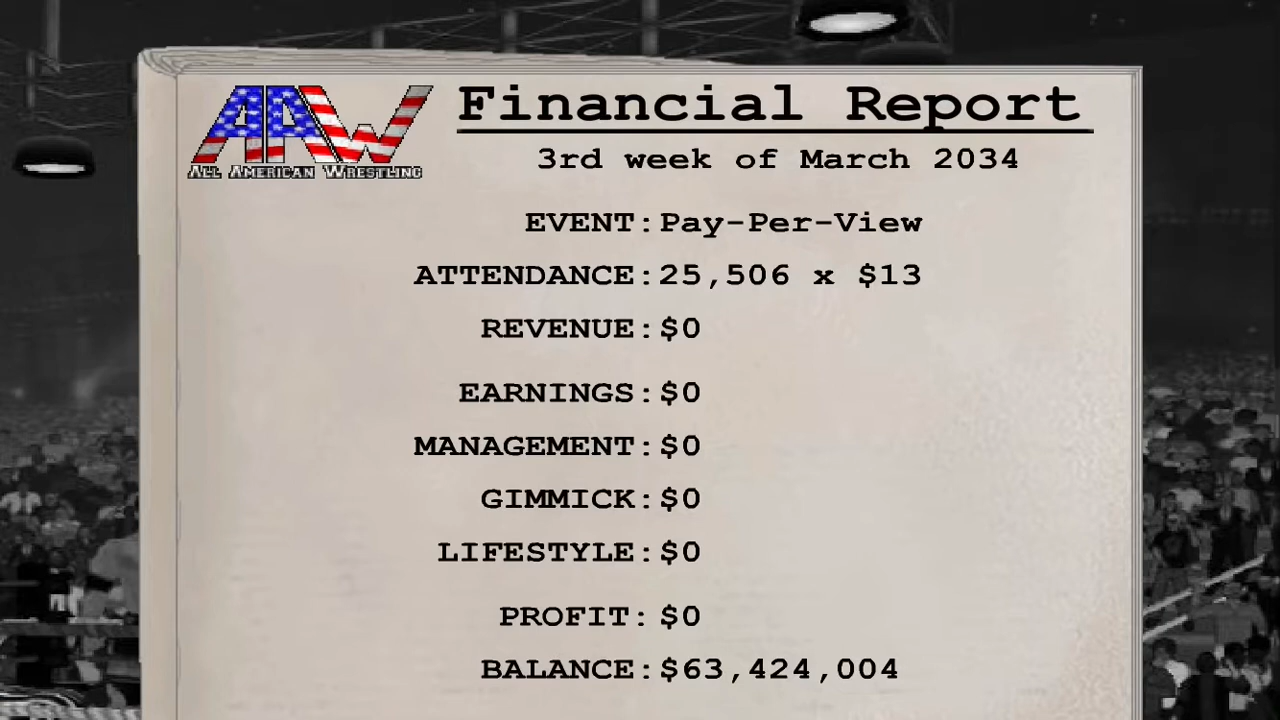 AAW
ALL AMERICAN WRESTLING
Financial Report
3rd week of March 2034
EVENT: Pay-Per-View
ATTENDANCE: 25,506 x $13
REVENUE: $0
EARNINGS: $0
MANAGEMENT: $0
GIMMICK: $0
LIFESTYLE: $0
PROFIT: $0
BALANCE: $63,424,004